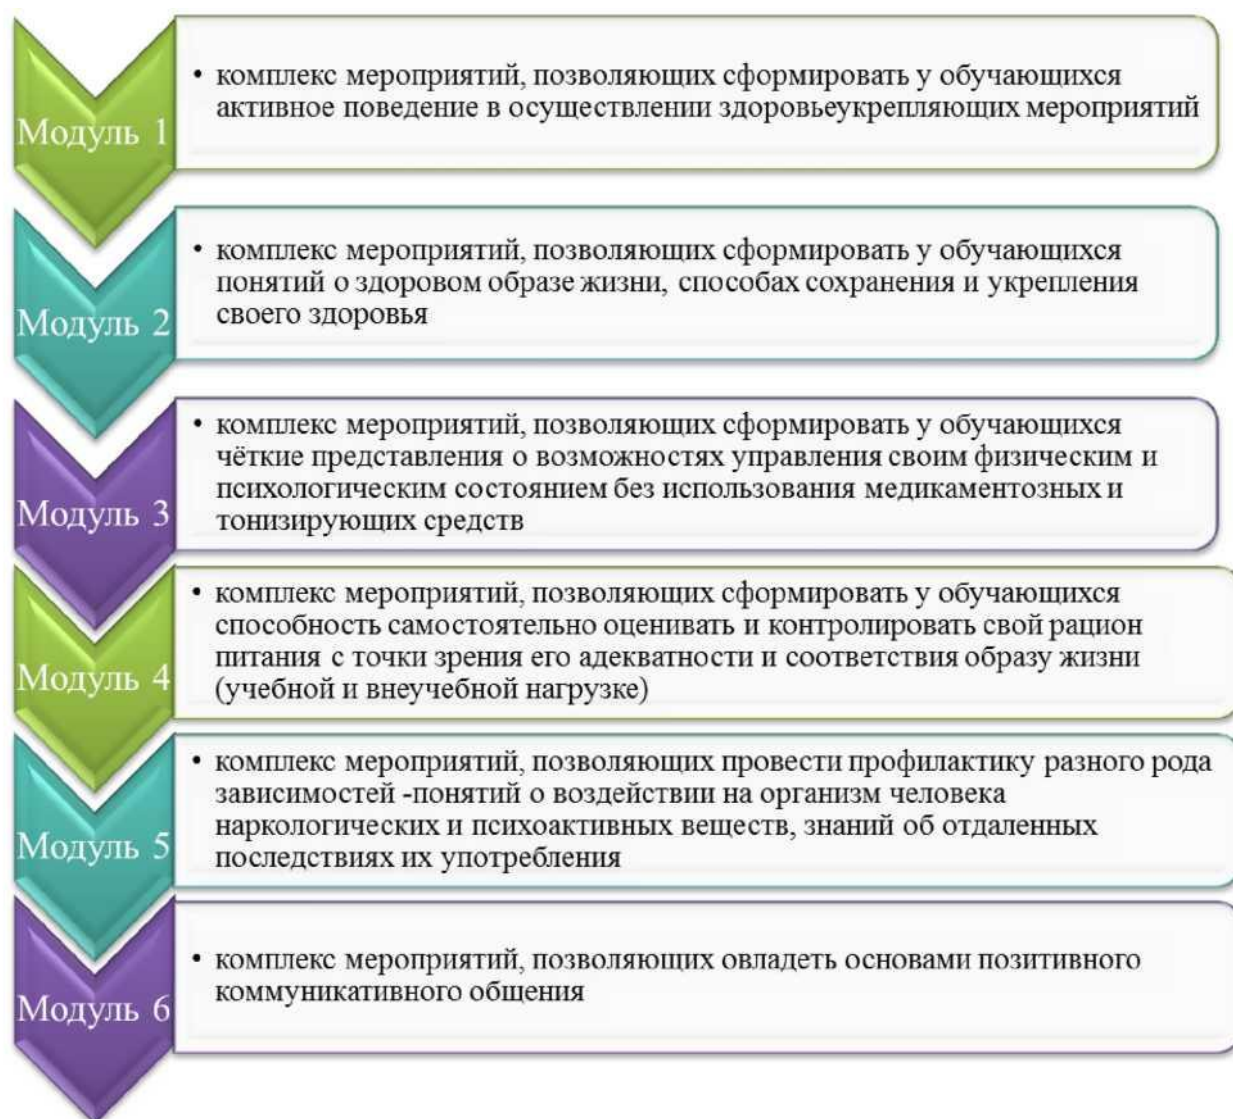 Модуль 1
• комплекс мероприятий, позволяющих сформировать у обучающихся
активное поведение в осуществлении здоровьеукрепляющих мероприятий
Модуль 2
• комплекс мероприятий, позволяющих сформировать у обучающихся
понятий о здоровом образе жизни, способах сохранения и укрепления
своего здоровья
Модуль 3
• комплекс мероприятий, позволяющих сформировать у обучающихся
чёткие представления о возможностях управления своим физическим и
психологическим состоянием без использования медикаментозных и
тонизирующих средств
Модуль 4
• комплекс мероприятий, позволяющих сформировать у обучающихся
способность самостоятельно оценивать и контролировать свой рацион
питания с точки зрения его адекватности и соответствия образу жизни
(учебной и внеучебной нагрузке)
Модуль 5
• комплекс мероприятий, позволяющих провести профилактику разного рода
зависимостей -понятий о воздействии на организм человека
наркологических и психоактивных веществ, знаний об отдаленных
последствиях их употребления
Модуль 6
• комплекс мероприятий, позволяющих овладеть основами позитивного
коммуникативного общения